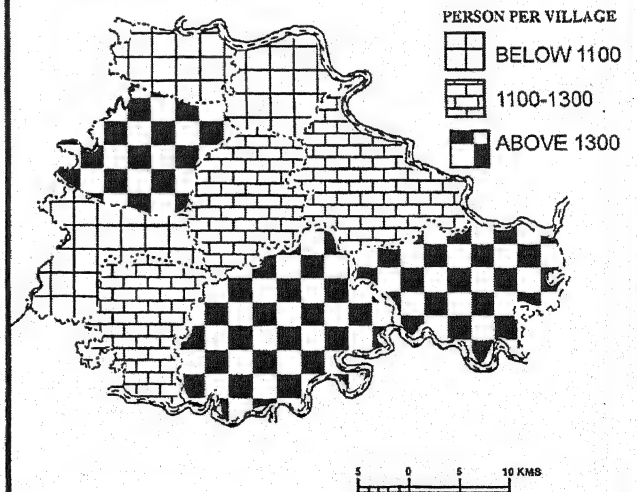 PERSON PER VILLAGE
BELOW 1100
1100-1300
ABOVE 1300
5 0 5 10 KMS